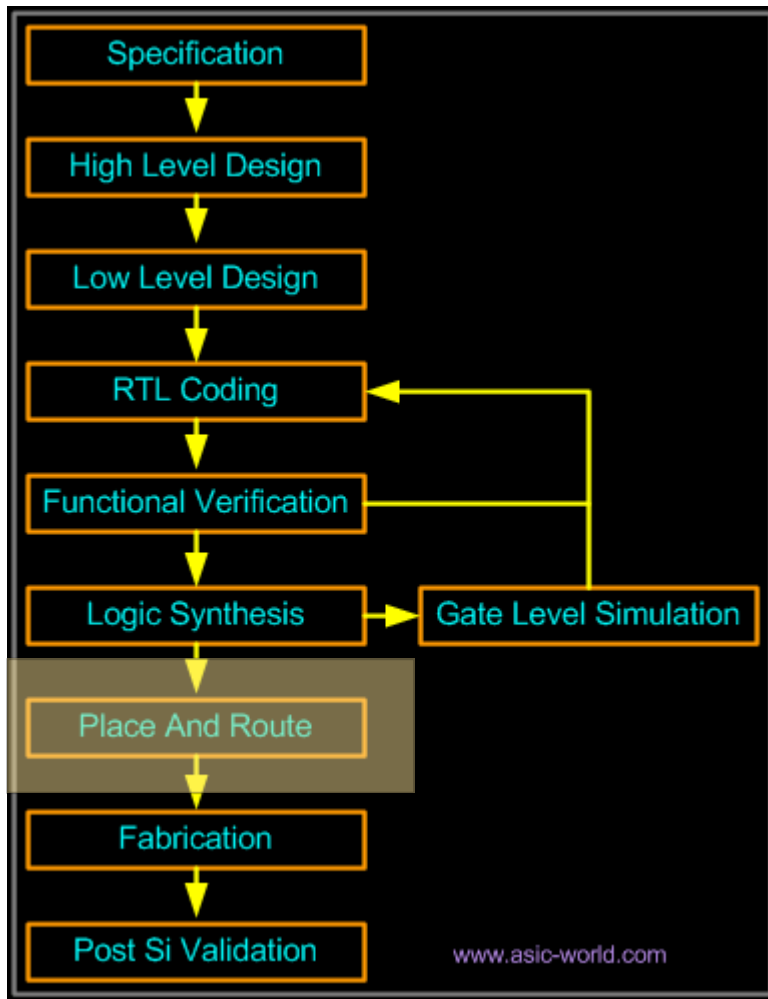 Specification
High Level Design
Low Level Design
RTL Coding
Functional Verification
Logic Synthesis
Gate Level Simulation
Place And Route
Fabrication
Post Si Validation
www.asic-world.com